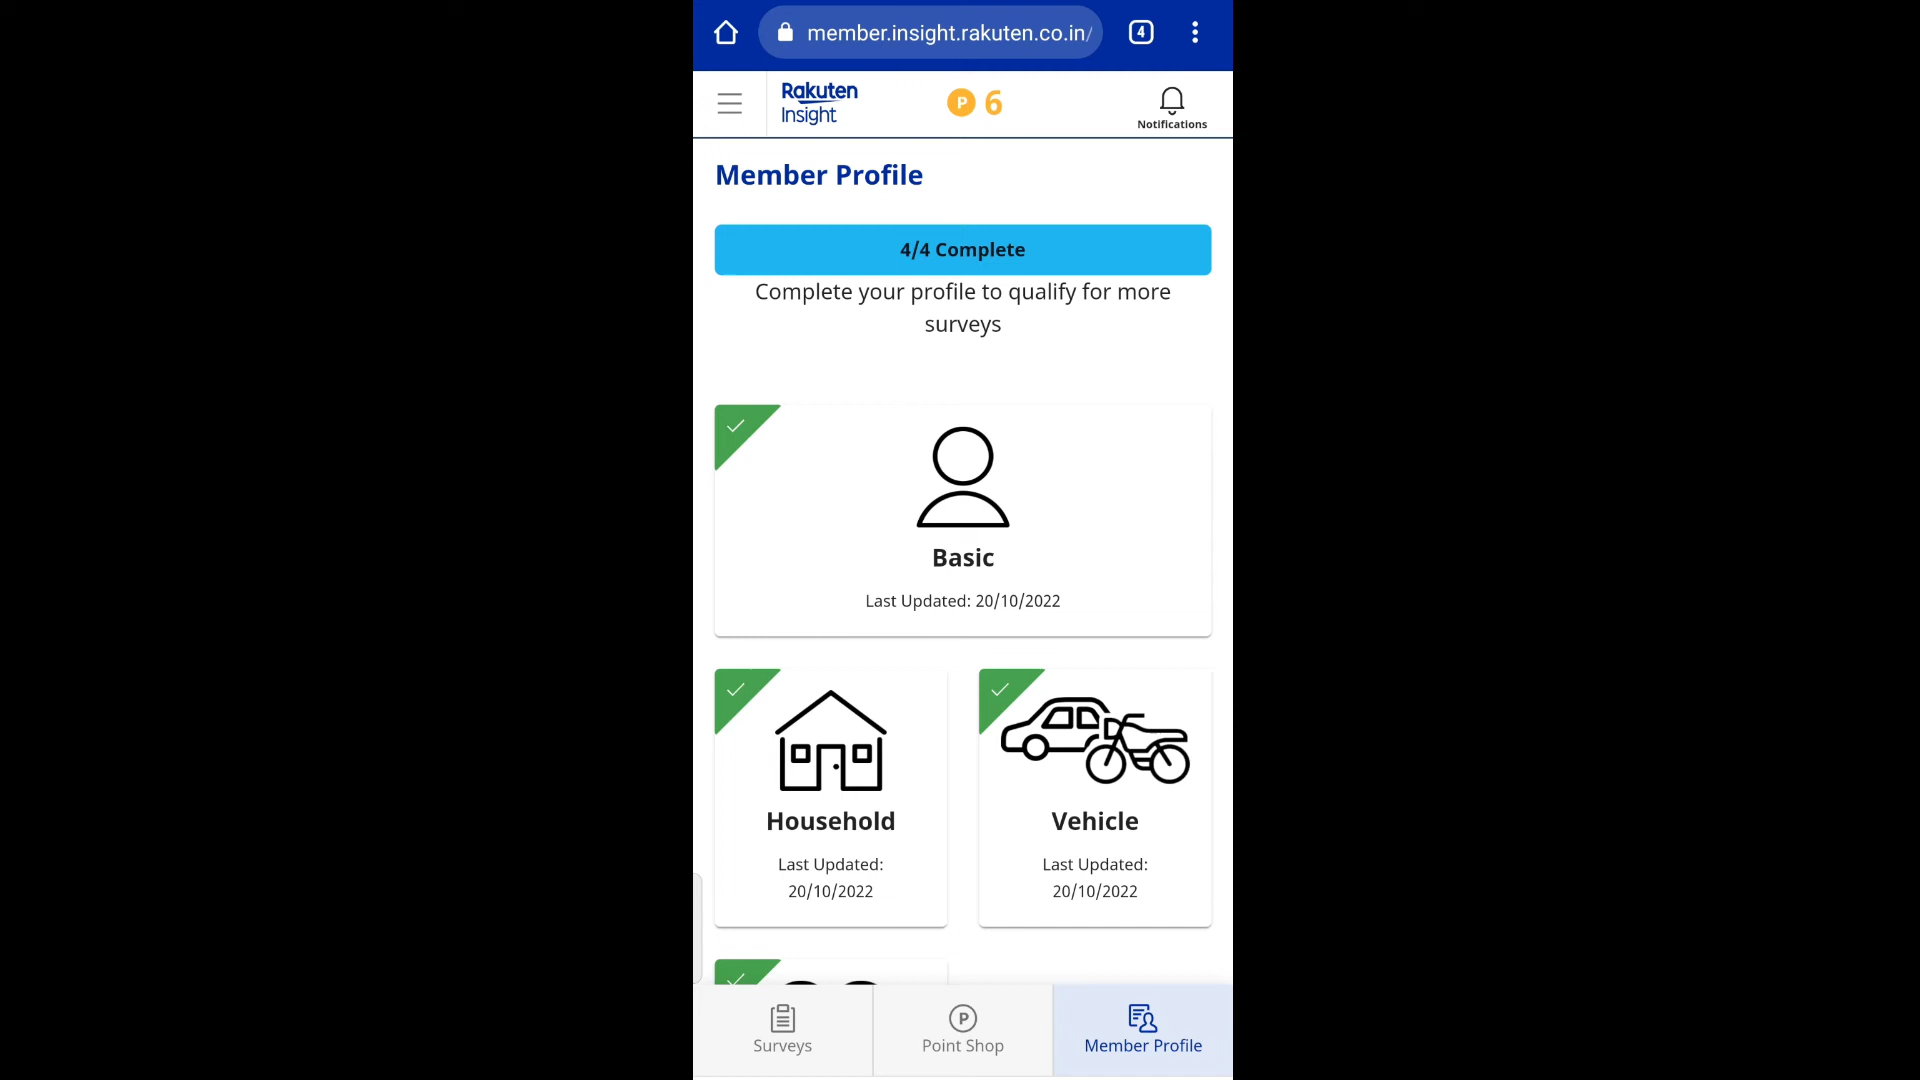 member.insight.rakuten.co.in/
4
Rakuten
Insight
P 6
Notifications
Member Profile
4/4 Complete
Complete your profile to qualify for more
surveys
Basic
Last Updated: 20/10/2022
Household
Last Updated:
20/10/2022
Vehicle
Last Updated:
20/10/2022
Surveys
P
Point Shop
Member Profile